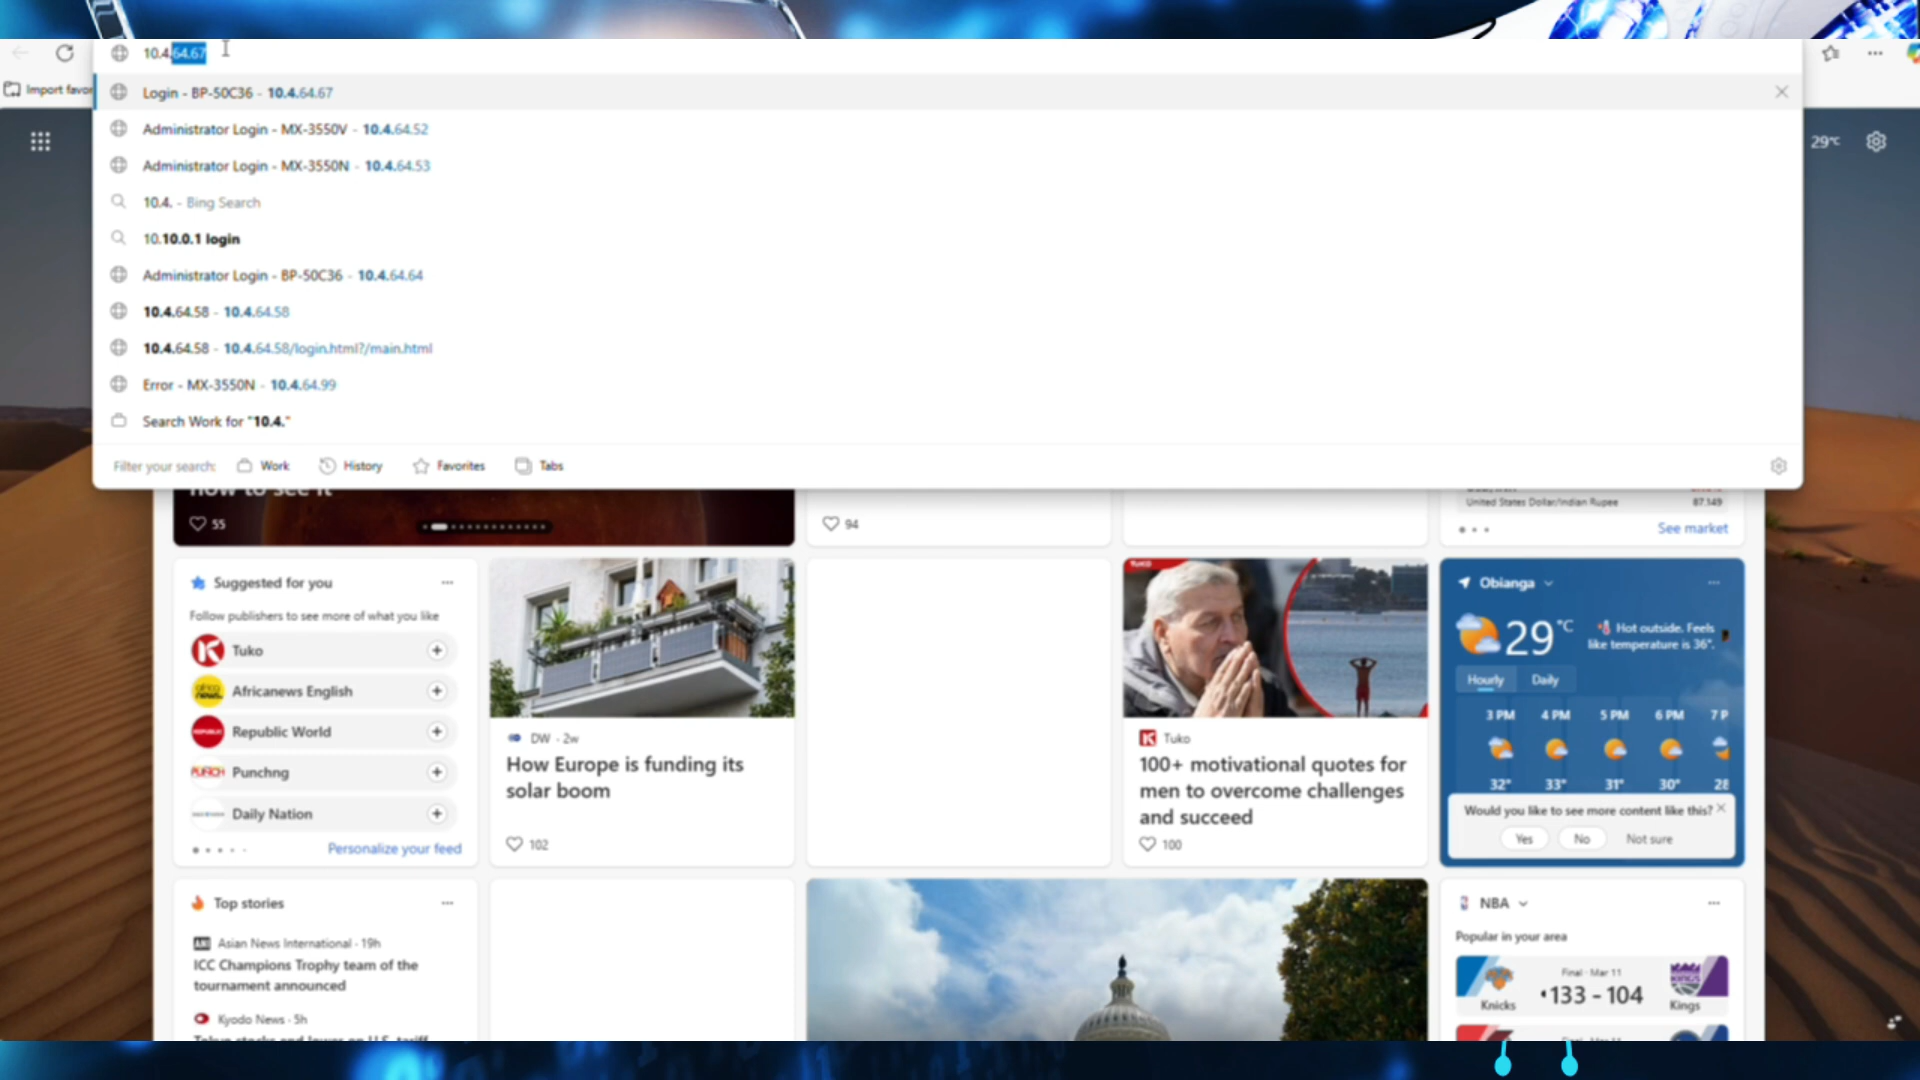 10.4.64.67
Import favor
Login - BP-50C36 - 10.4.64.67
Administrator Login - MX-3550V - 10.4.64.52
Administrator Login - MX-3550N - 10.4.64.53
10.4. - Bing Search
10.10.0.1 login
Administrator Login - BP-50C36 - 10.4.64.64
10.4.64.58 - 10.4.64.58
10.4.64.58 - 10.4.64.58/login.html?/main.html
Error - MX-3550N - 10.4.64.99
Search Work for "10.4."
Filter your search: Work History Favorites Tabs
29°C
how to see it
55
94
United States Dollar/Indian Rupee 87.149
See market
Suggested for you
Follow publishers to see more of what you like
Tuko
Africanews English
Republic World
Punchng
Daily Nation
Personalize your feed
DW · 2w
How Europe is funding its
solar boom
102
TUKO
Tuko
100+ motivational quotes for
men to overcome challenges
and succeed
100
Obianga
29 °C
Hot outside. Feels
like temperature is 36°.
Hourly Daily
3 PM 4 PM 5 PM 6 PM 7 P
32° 33° 31° 30° 28
Would you like to see more content like this?
Yes No Not sure
Top stories
Asian News International · 19h
ICC Champions Trophy team of the
tournament announced
Kyodo News · 5h
NBA
Popular in your area
Final · Mar 11
133 - 104
Knicks Kings